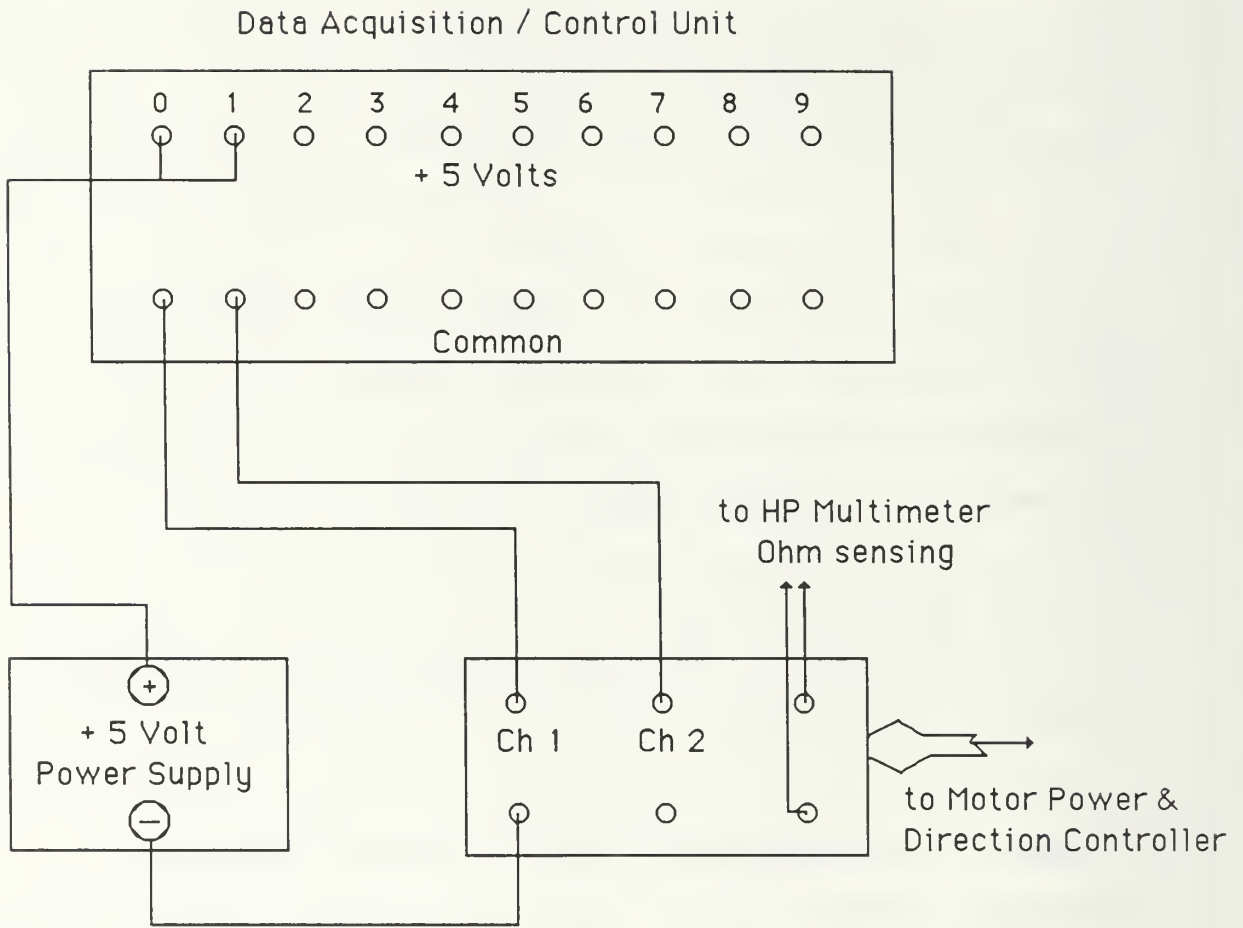 Data Acquisition / Control Unit
0 1 2 3 4 5 6 7 8 9
+ 5 Volts
Common
to HP Multimeter
Ohm sensing
+
+ 5 Volt
Power Supply
—
Ch 1 Ch 2
to Motor Power &
Direction Controller